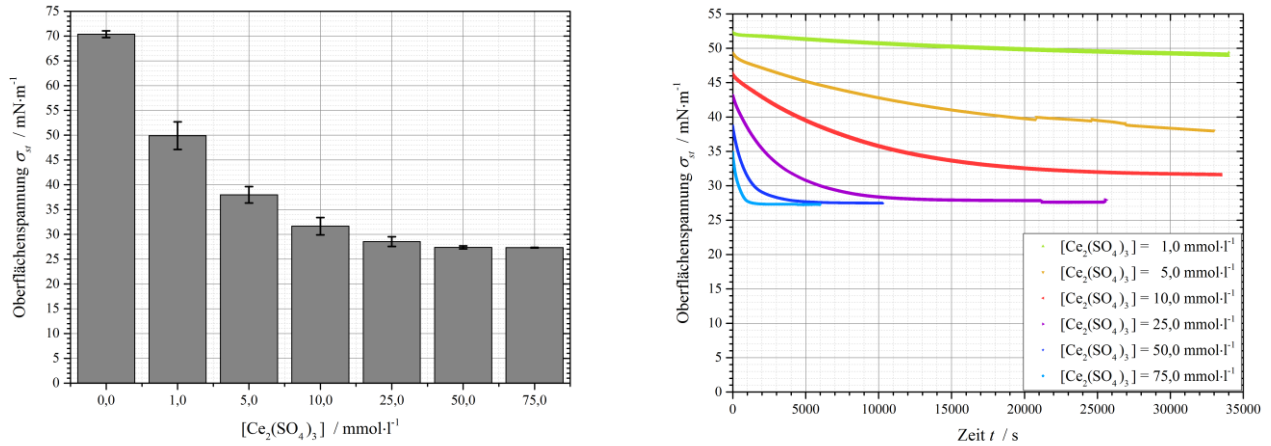 75
70
65
60
55
50
45
40
35
30
25
20
15
10
5
0
Oberflächenspannung σst / mN·m-1
0,0 1,0 5,0 10,0 25,0 50,0 75,0
[Ce2(SO4)3] / mmol·l-1
55
50
45
40
35
30
25
20
15
10
5
0
Oberflächenspannung σst / mN·m-1
[Ce2(SO4)3] = 1,0 mmol·l-1
[Ce2(SO4)3] = 5,0 mmol·l-1
[Ce2(SO4)3] = 10,0 mmol·l-1
[Ce2(SO4)3] = 25,0 mmol·l-1
[Ce2(SO4)3] = 50,0 mmol·l-1
[Ce2(SO4)3] = 75,0 mmol·l-1
0 5000 10000 15000 20000 25000 30000 35000
Zeit t / s